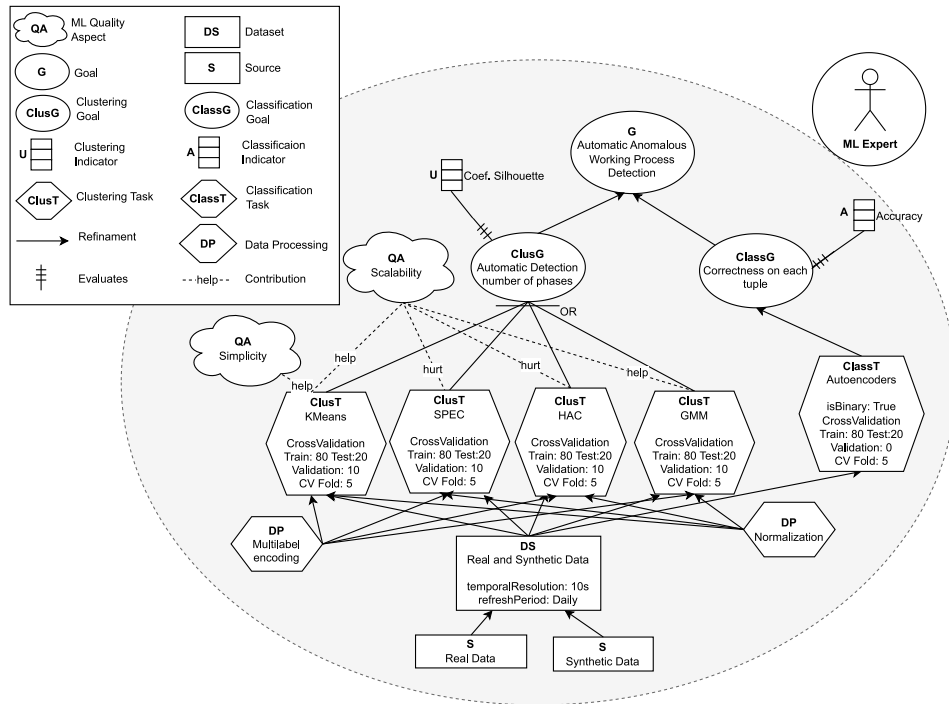 QA
ML Quality
Aspect
DS
Dataset
G
Goal
S
Source
ClusG
Clustering
Goal
ClassG
Classification
Goal
U
Clustering
Indicator
A
Classificaion
Indicator
ClusT
Clustering Task
ClassT
Classification
Task
Refinament
DP
Data Processing
Evaluates
help
Contribution
ML Expert
G
Automatic Anomalous
Working Process
Detection
U
Coef. Silhouette
A
Accuracy
QA
Scalability
ClusG
Automatic Detection
number of phases
ClassG
Correctness on each
tuple
OR
QA
Simplicity
help
help
hurt
hurt
help
ClusT
KMeans
CrossValidation
Train: 80 Test:20
Validation: 10
CV Fold: 5
ClusT
SPEC
CrossValidation
Train: 80 Test:20
Validation: 10
CV Fold: 5
ClusT
HAC
CrossValidation
Train: 80 Test:20
Validation: 10
CV Fold: 5
ClusT
GMM
CrossValidation
Train: 80 Test:20
Validation: 10
CV Fold: 5
ClassT
Autoencoders
isBinary: True
CrossValidation
Train: 80 Test:20
Validation: 0
CV Fold: 5
DP
Multilabel
encoding
DP
Normalization
DS
Real and Synthetic Data
temporalResolution: 10s
refreshPeriod: Daily
S
Real Data
S
Synthetic Data